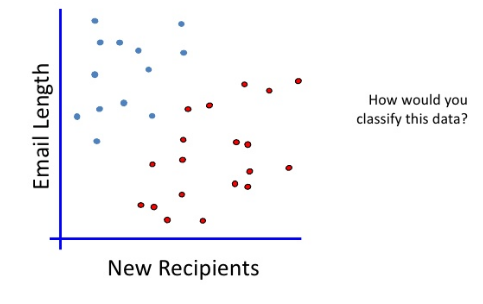 Email Length
How would you
classify this data?
New Recipients